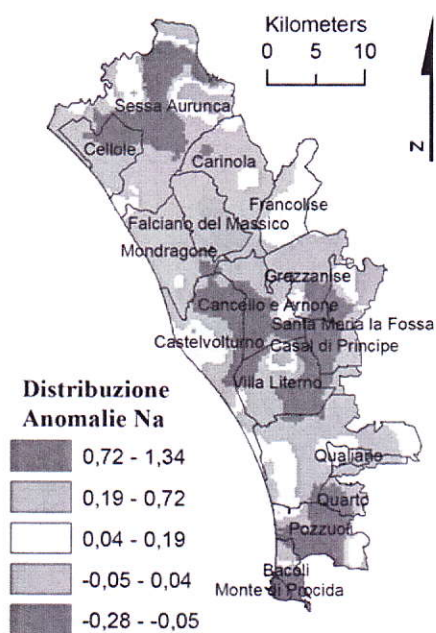 Kilometers
0 5 10
N
Sessa Aurunca
Cellole
Carinola
Francolise
Falciano del Massico
Mondragone
Grazzanise
Cancello e Arnone
Santa Maria la Fossa
Castelvolturno
Casal di Principe
Villa Literno
Distribuzione
Anomalie Na
0,72 - 1,34
0,19 - 0,72
0,04 - 0,19
-0,05 - 0,04
-0,28 - -0,05
Qualiano
Quarto
Pozzuoli
Bacoli
Monte di Procida